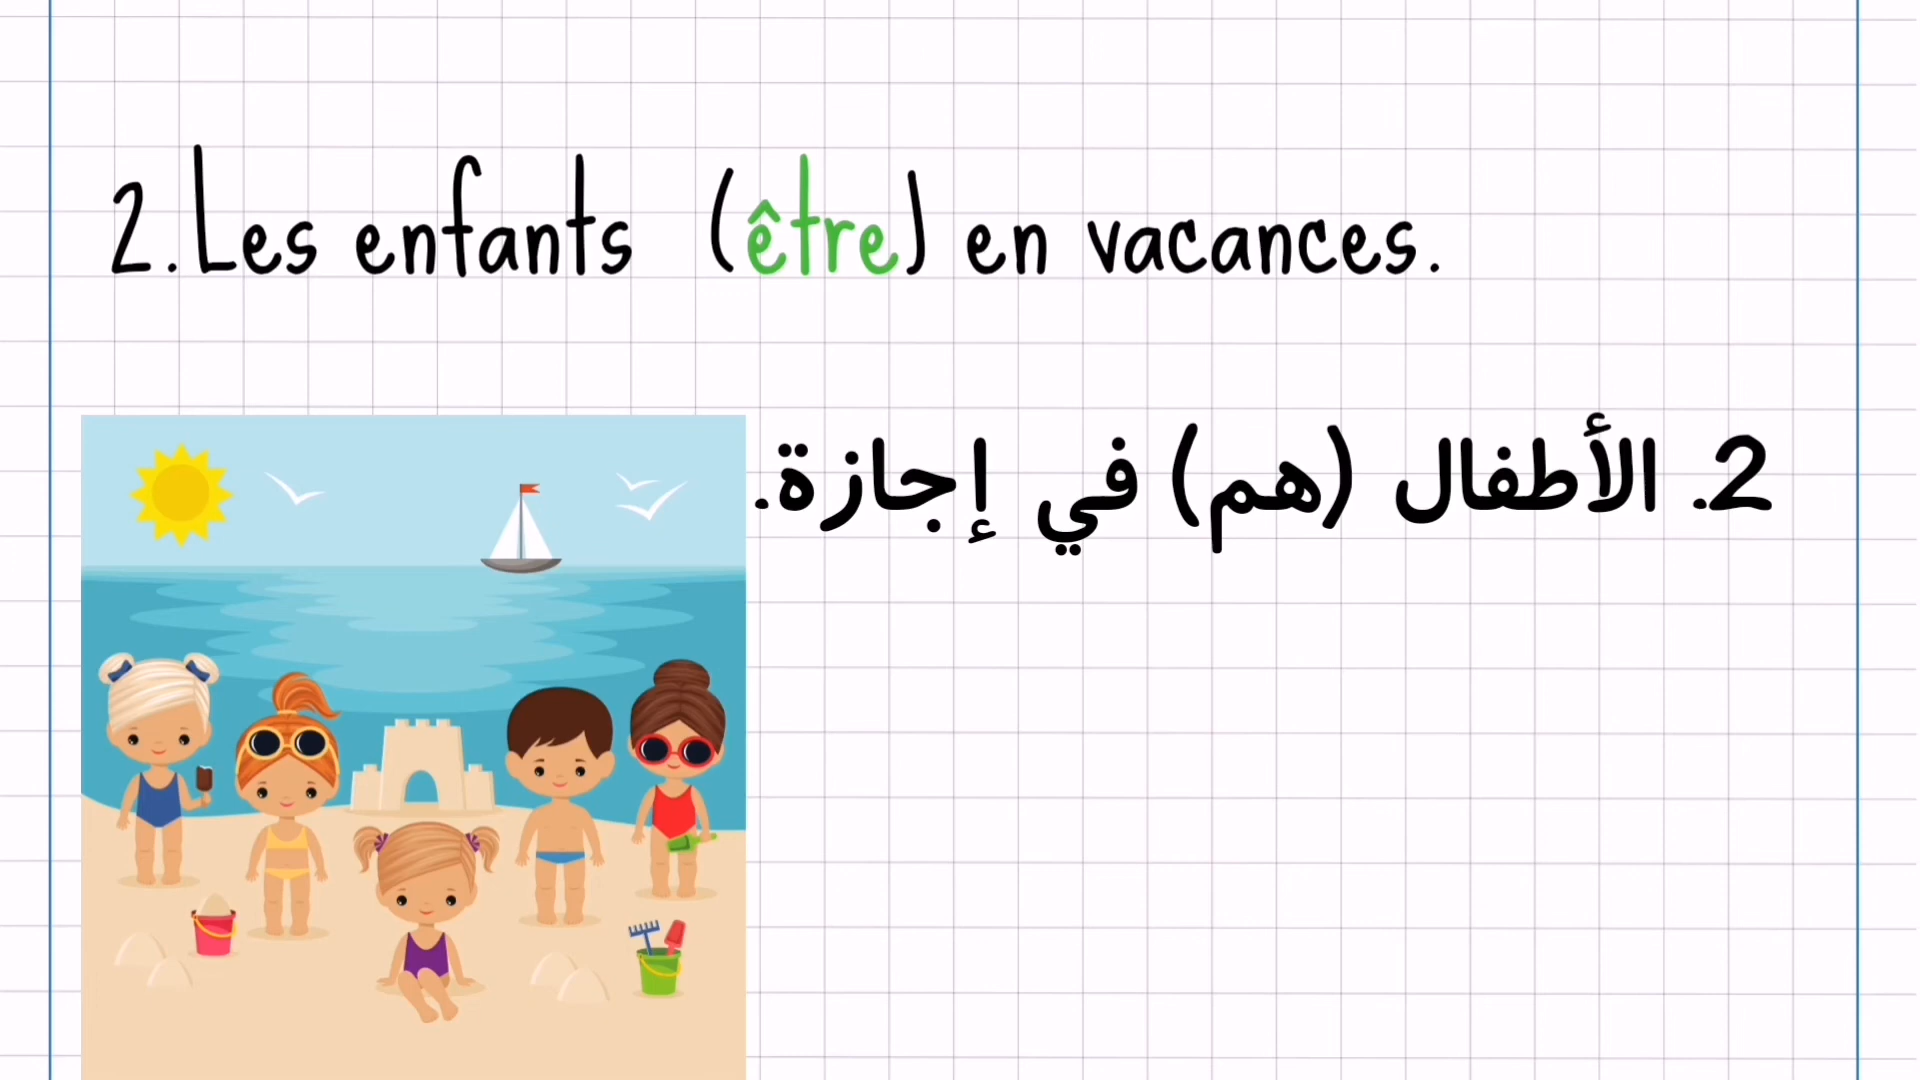 2. Les enfants (être) en vacances.
2. الأطفال (هم) في إجازة.